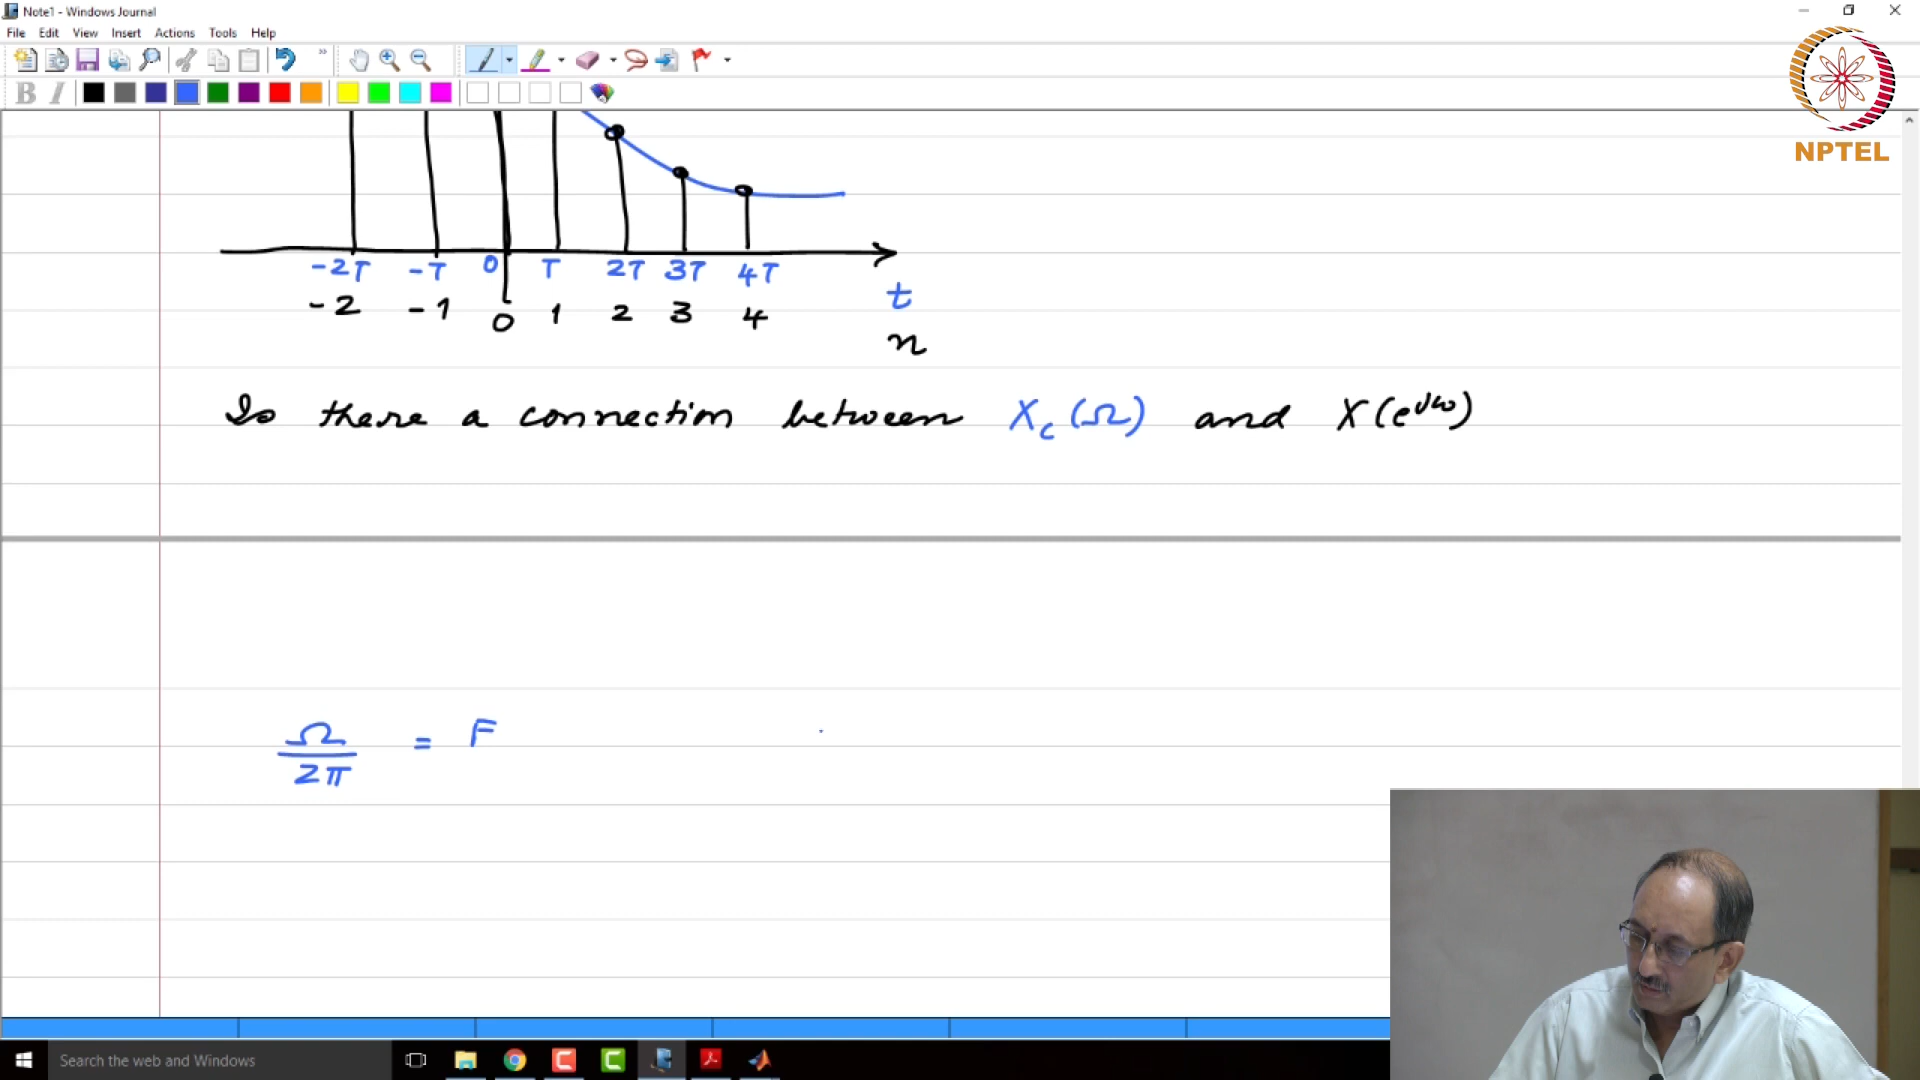 Note1 - Windows Journal
File Edit View Insert Actions Tools Help
B I
NPTEL
-2T -T 0 T 2T 3T 4T t
-2 -1 0 1 2 3 4 n
Is there a connection between X_c(Ω) and X(e^{jω})
Ω/2π = F
Search the web and Windows